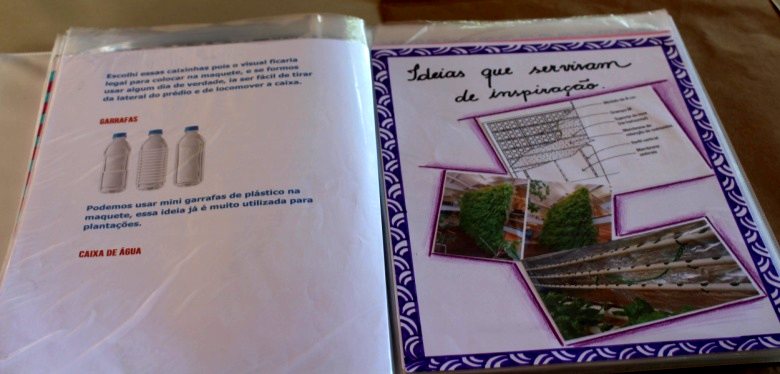 Escolhi essas caixinhas pois o visual ficaria
legal para colocar na maquete, e se formos
usar algum dia de verdade, ia ser fácil de tirar
da lateral do prédio e de locomover a caixa.
GARRAFAS
Podemos usar mini garrafas de plástico na
maquete, essa ideia já é muito utilizada para
plantações.
CAIXA DE ÁGUA
Ideias que serviram
de inspiração.